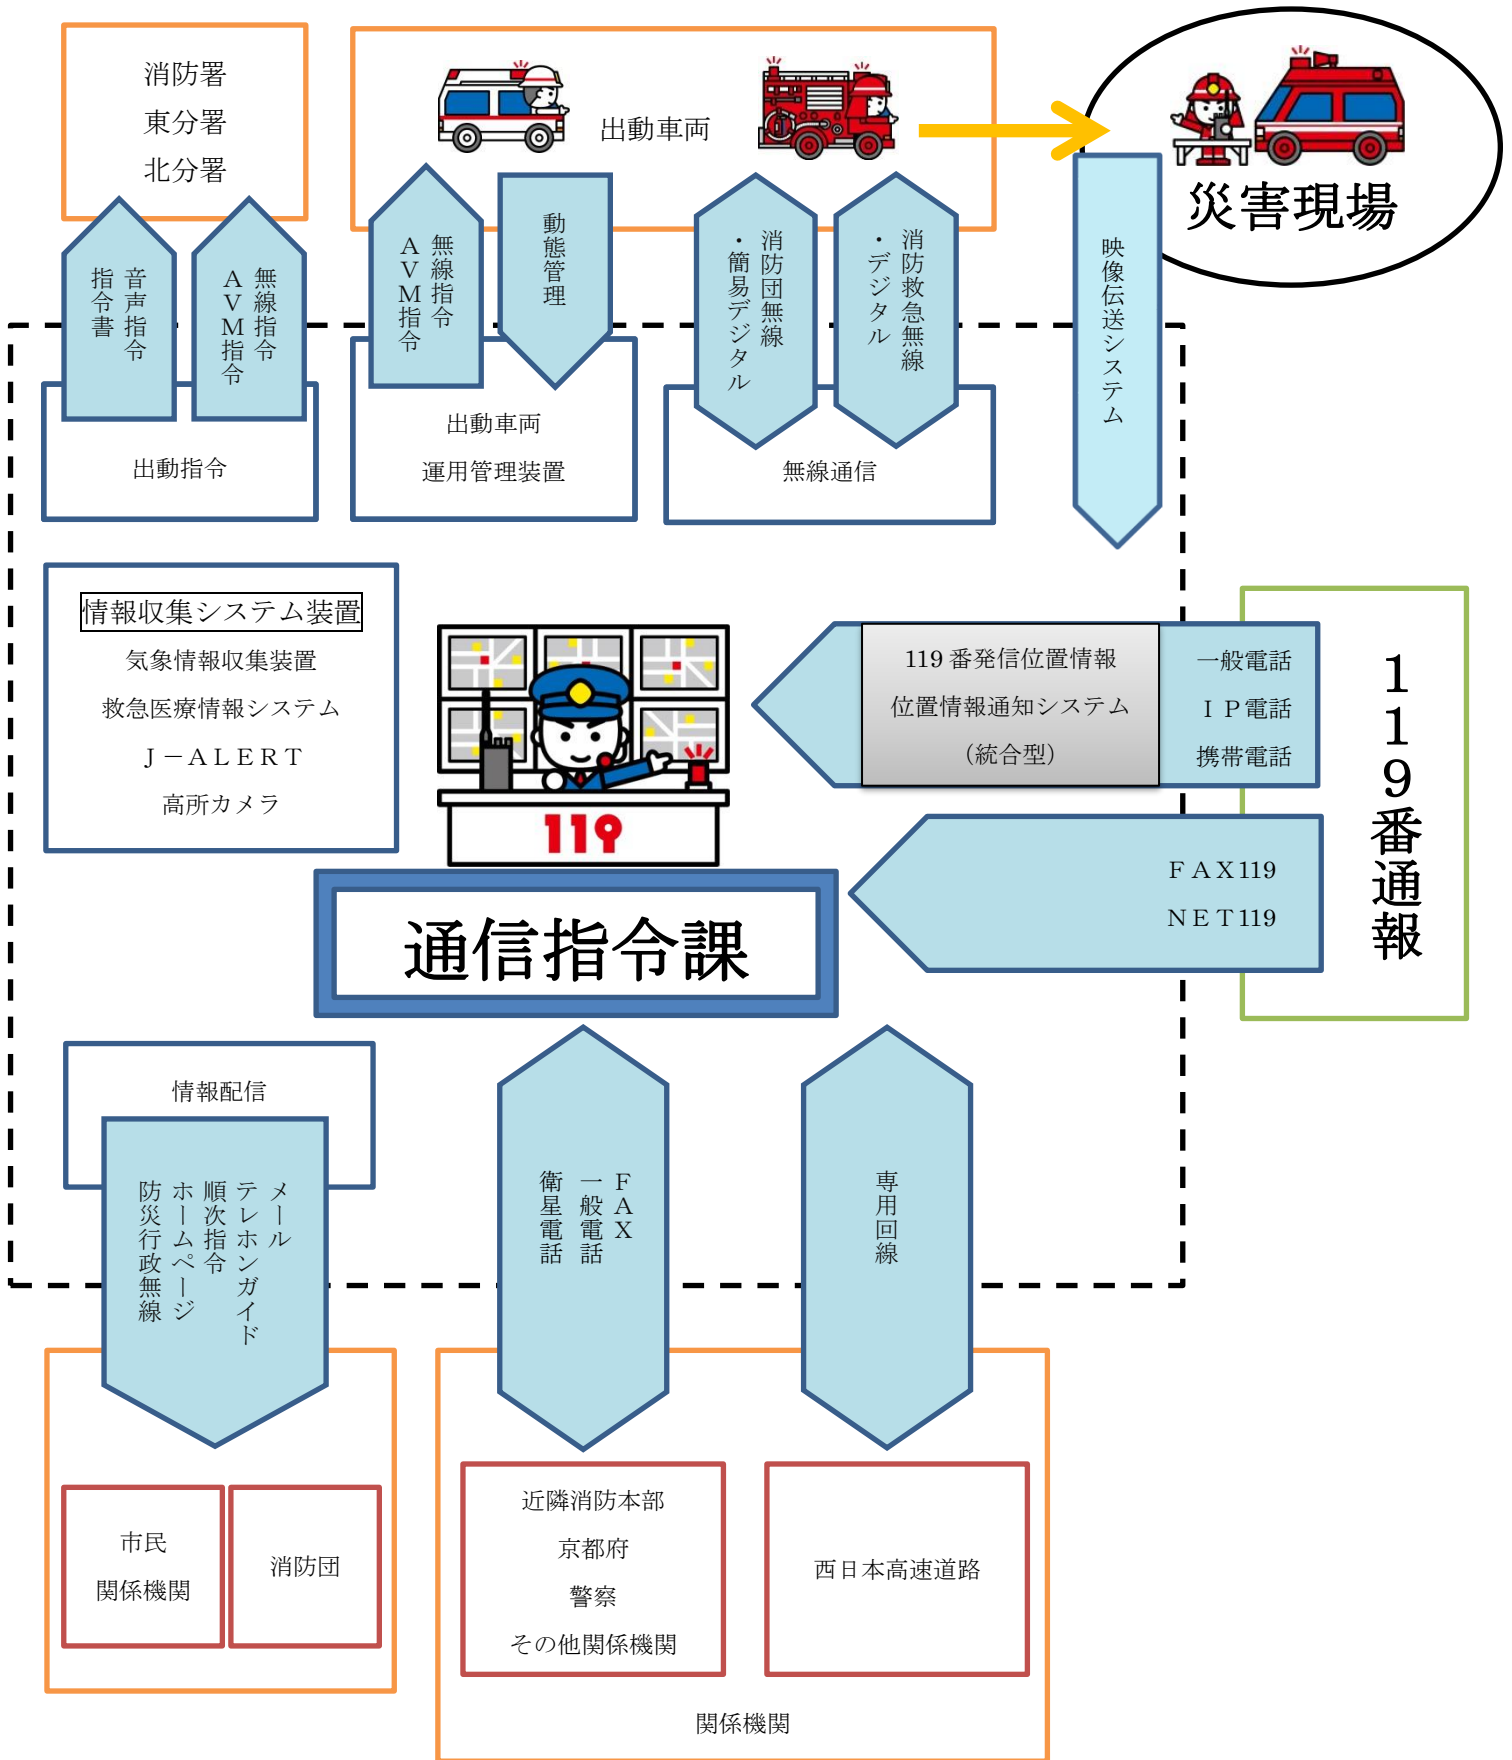 消防署
東分署
北分署
出動車両
災害現場
音声指令
指令書
無線指令
ＡＶＭ指令
無線指令
ＡＶＭ指令
動態管理
消防団無線
・簡易デジタル
消防救急無線
・デジタル
映像伝送システム
出動指令
出動車両
運用管理装置
無線通信
情報収集システム装置
気象情報収集装置
救急医療情報システム
Ｊ－ＡＬＥＲＴ
高所カメラ
119
119番発信位置情報
位置情報通知システム
（統合型）
一般電話
ＩＰ電話
携帯電話
ＦＡＸ119
ＮＥＴ119
１１９番通報
通信指令課
情報配信
メール
テレホンガイド
順次指令
ホームページ
防災行政無線
ＦＡＸ
一般電話
衛星電話
専用回線
市民
関係機関
消防団
近隣消防本部
京都府
警察
その他関係機関
西日本高速道路
関係機関